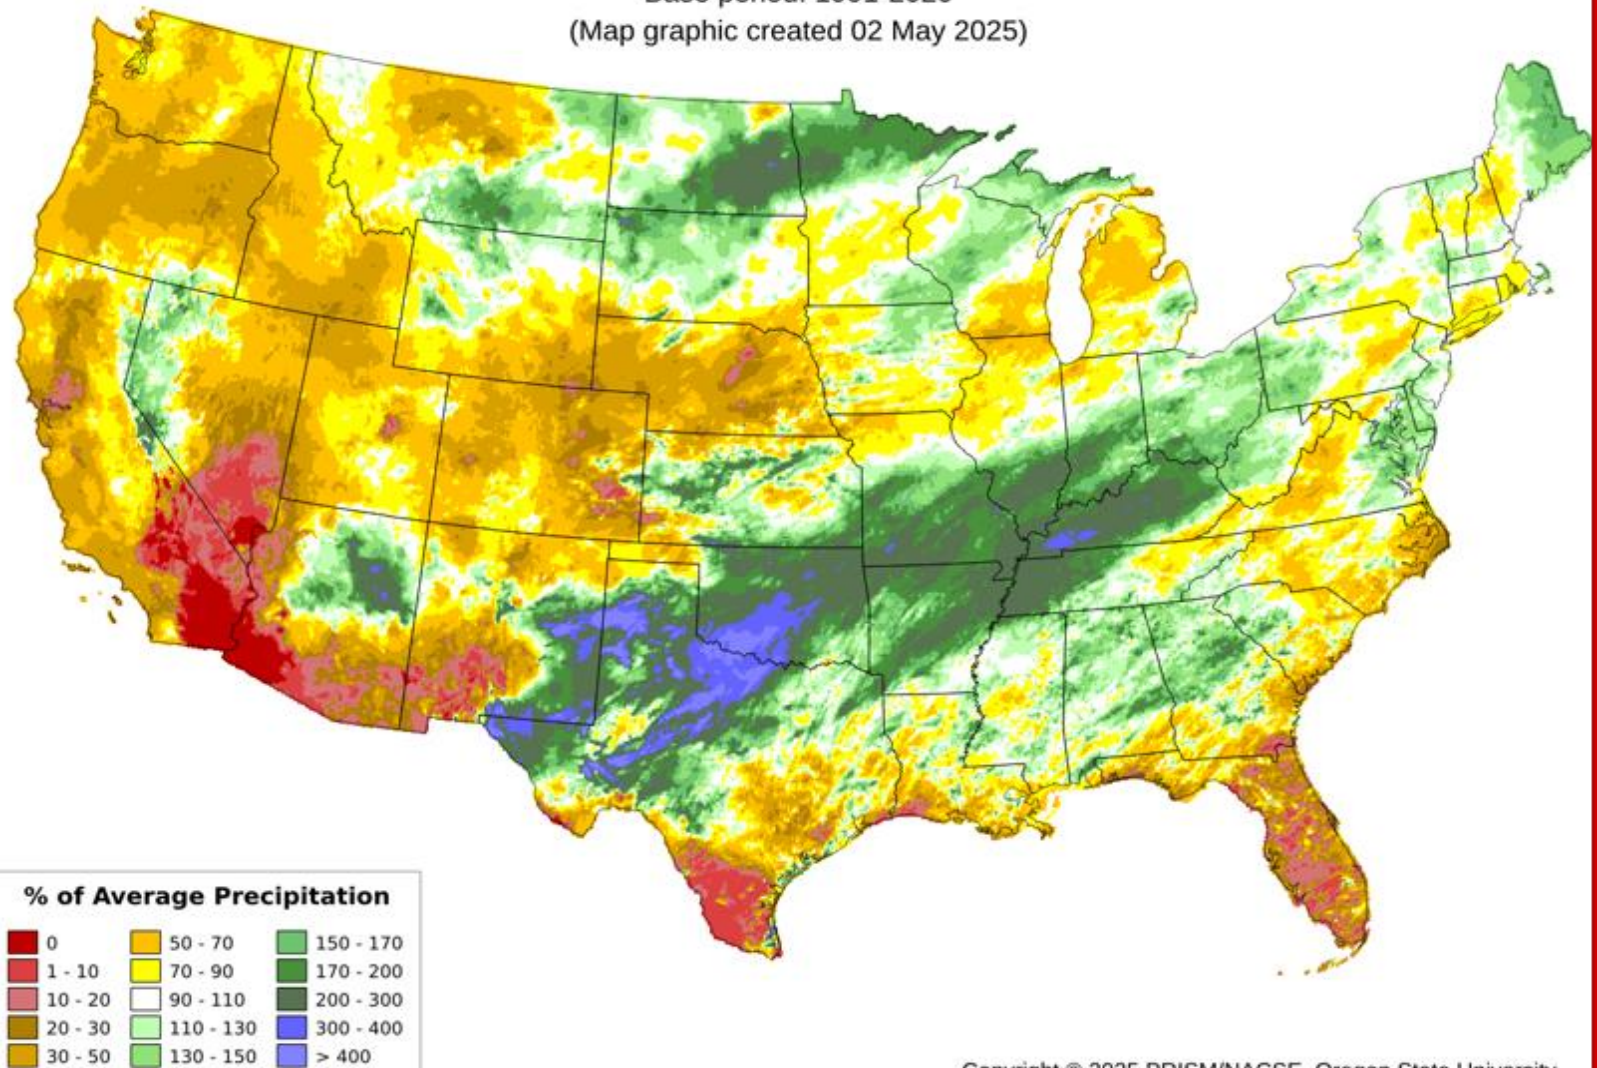 (Map graphic created 02 May 2025)
% of Average Precipitation
0
1 - 10
10 - 20
20 - 30
30 - 50
50 - 70
70 - 90
90 - 110
110 - 130
130 - 150
150 - 170
170 - 200
200 - 300
300 - 400
> 400